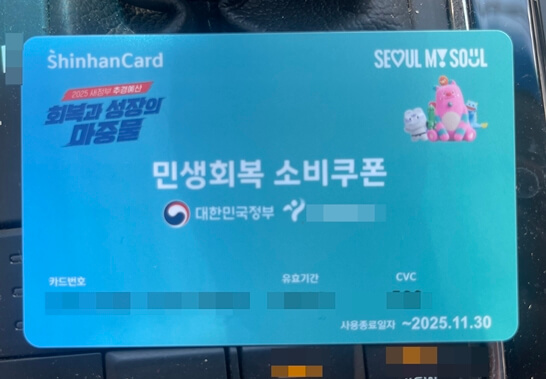 ShinhanCard
SEOUL MY SOUL
2025 새정부 추경예산
회복과 성장의
마중물
민생회복 소비쿠폰
대한민국정부
카드번호
유효기간
CVC
사용종료일자 ~2025.11.30